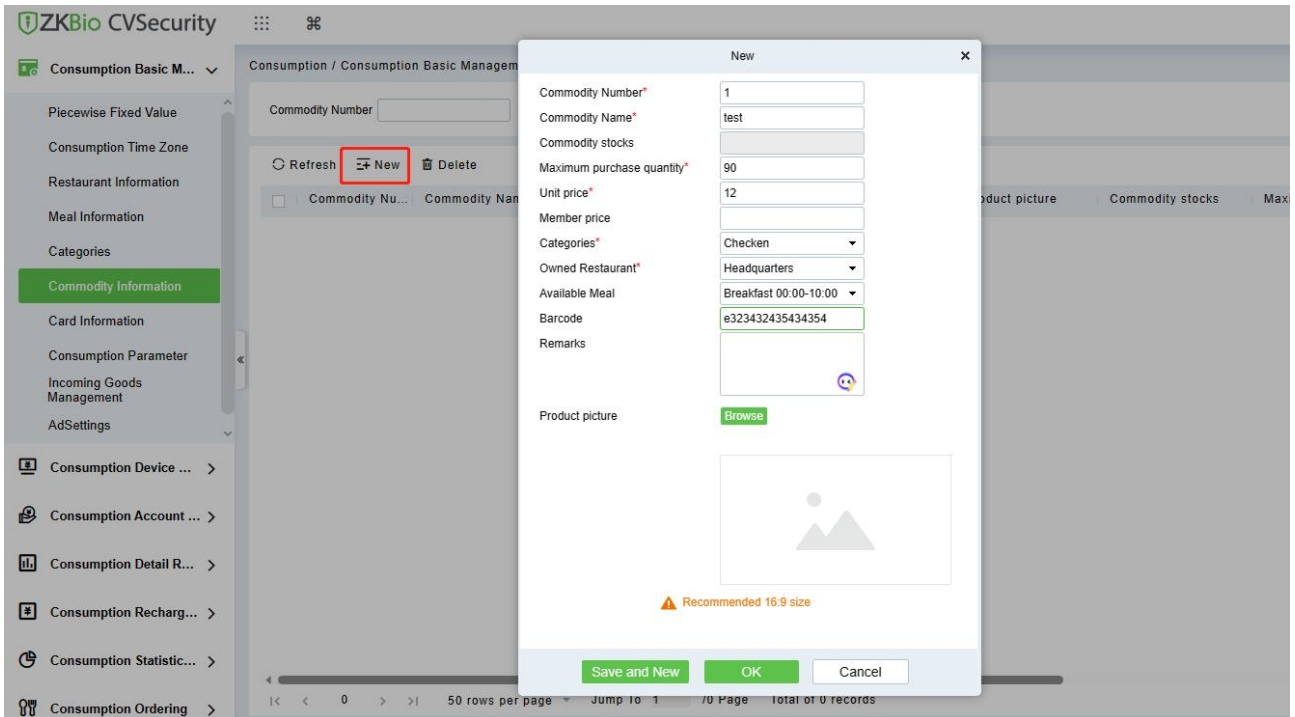 ZKBio CVSecurity
Consumption Basic M...
Piecewise Fixed Value
Consumption Time Zone
Restaurant Information
Meal Information
Categories
Commodity Information
Card Information
Consumption Parameter
Incoming Goods
Management
AdSettings
Consumption Device ...
Consumption Account ...
Consumption Detail R...
Consumption Recharg...
Consumption Statistic...
Consumption Ordering
Consumption / Consumption Basic Managem
Commodity Number
Refresh New Delete
Commodity Nu... Commodity Nan
oduct picture Commodity stocks Maxi
New
Commodity Number* 1
Commodity Name* test
Commodity stocks
Maximum purchase quantity* 90
Unit price* 12
Member price
Categories* Checken
Owned Restaurant* Headquarters
Available Meal Breakfast 00:00-10:00
Barcode e323432435434354
Remarks
Product picture Browse
Recommended 16:9 size
Save and New OK Cancel
|< < 0 > >| 50 rows per page Jump To 1 /0 Page Total of 0 records